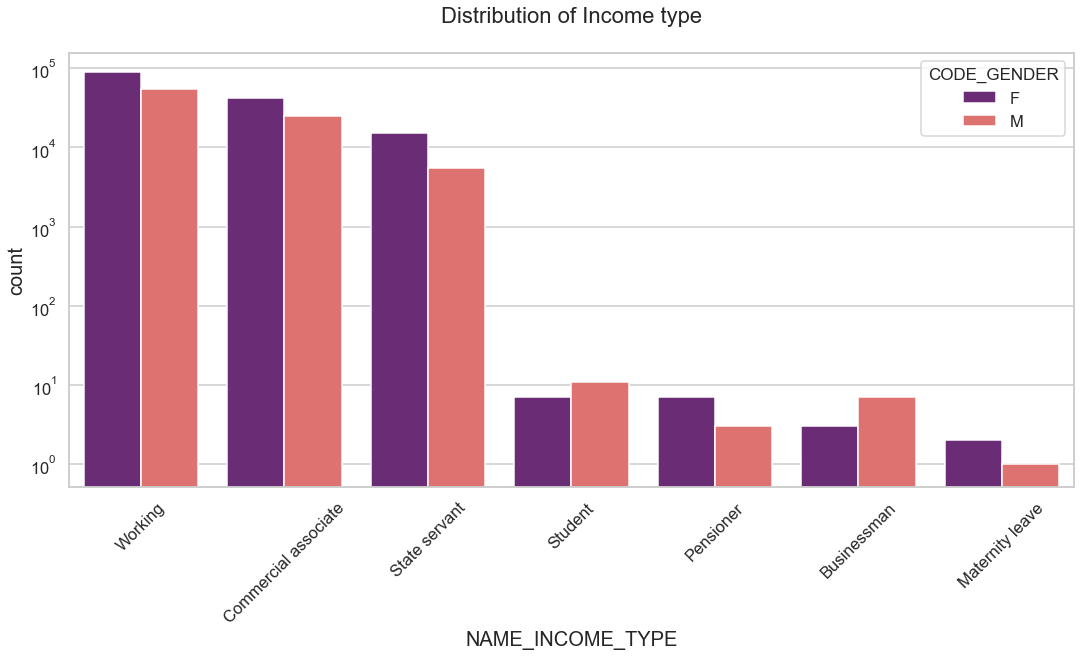 Distribution of Income type
CODE_GENDER
F
M
count
10^5
10^4
10^3
10^2
10^1
10^0
Working
Commercial associate
State servant
Student
Pensioner
Businessman
Maternity leave
NAME_INCOME_TYPE